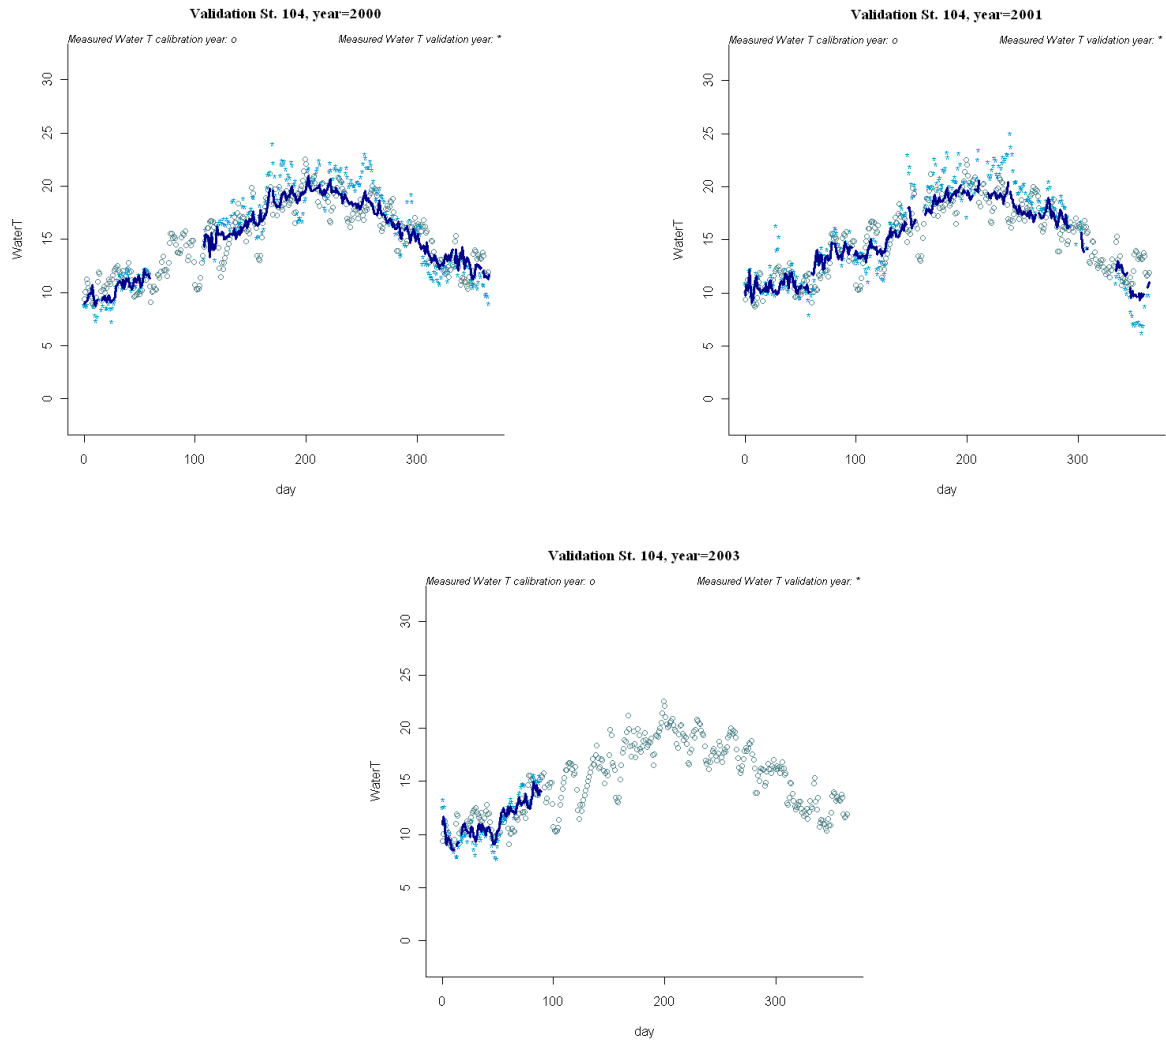 Validation St. 104, year=2000
Measured Water T calibration year: o Measured Water T validation year: *
30
25
20
15
10
5
0
WaterT
0 100 200 300
day
Validation St. 104, year=2001
Measured Water T calibration year: o Measured Water T validation year: *
30
25
20
15
10
5
0
WaterT
0 100 200 300
day
Validation St. 104, year=2003
Measured Water T calibration year: o Measured Water T validation year: *
30
25
20
15
10
5
0
WaterT
0 100 200 300
day